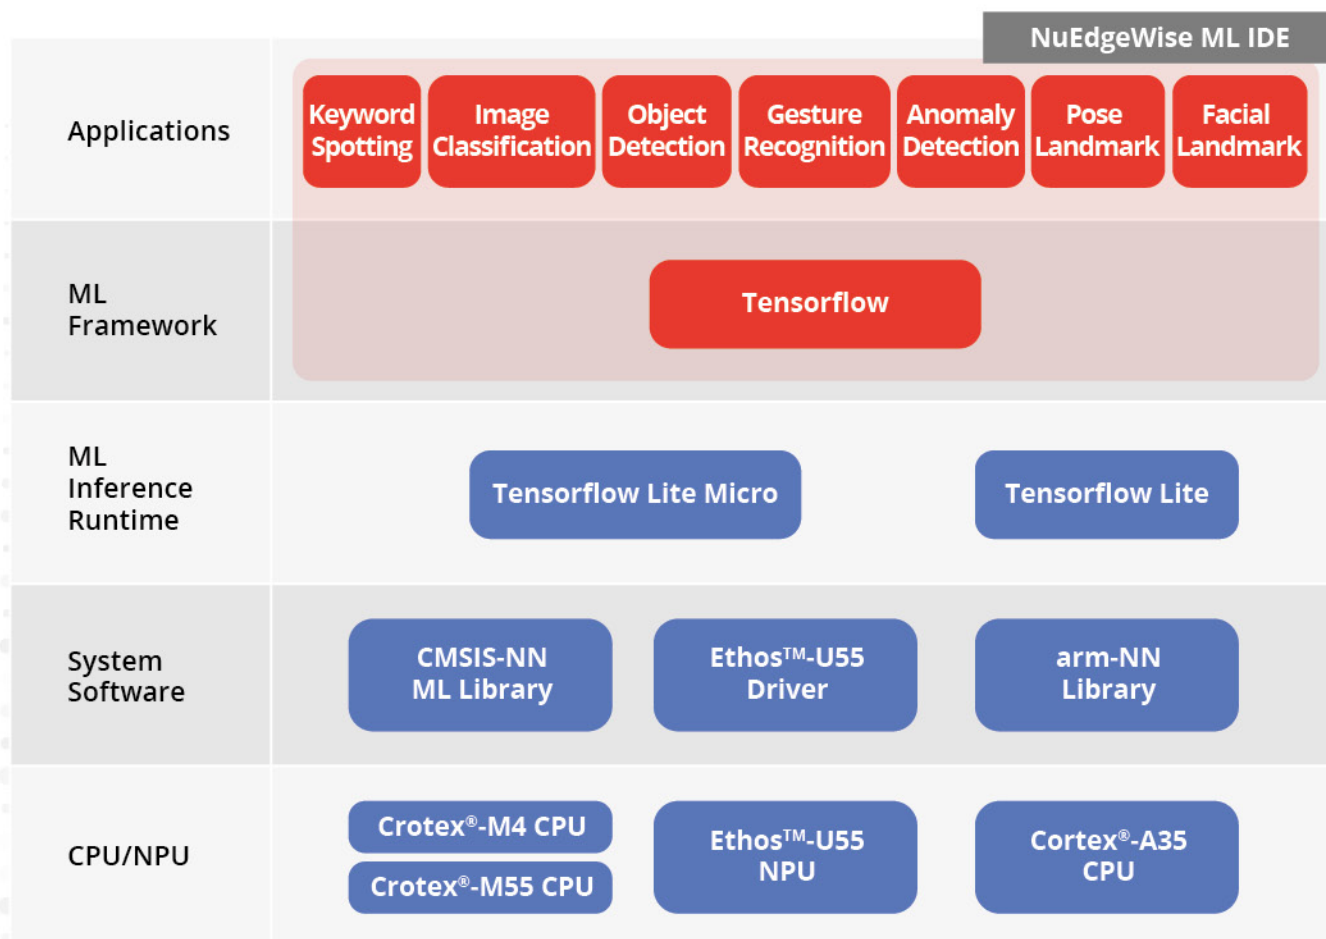 NuEdgeWise ML IDE
Applications
Keyword
Spotting
Image
Classification
Object
Detection
Gesture
Recognition
Anomaly
Detection
Pose
Landmark
Facial
Landmark
ML
Framework
Tensorflow
ML
Inference
Runtime
Tensorflow Lite Micro
Tensorflow Lite
System
Software
CMSIS-NN
ML Library
Ethos™-U55
Driver
arm-NN
Library
CPU/NPU
Crotex®-M4 CPU
Crotex®-M55 CPU
Ethos™-U55
NPU
Cortex®-A35
CPU